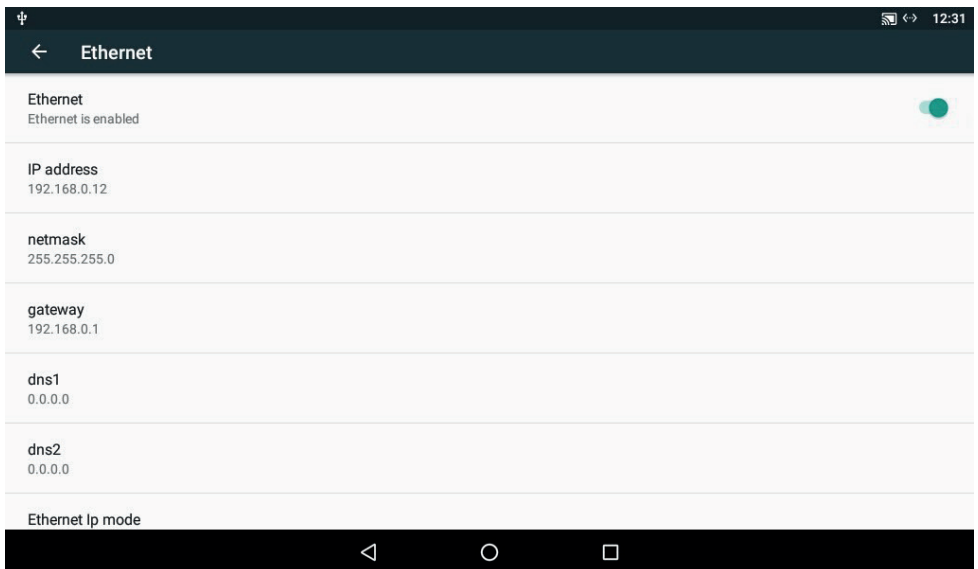 12:31
Ethernet
Ethernet
Ethernet is enabled
IP address
192.168.0.12
netmask
255.255.255.0
gateway
192.168.0.1
dns1
0.0.0.0
dns2
0.0.0.0
Ethernet Ip mode